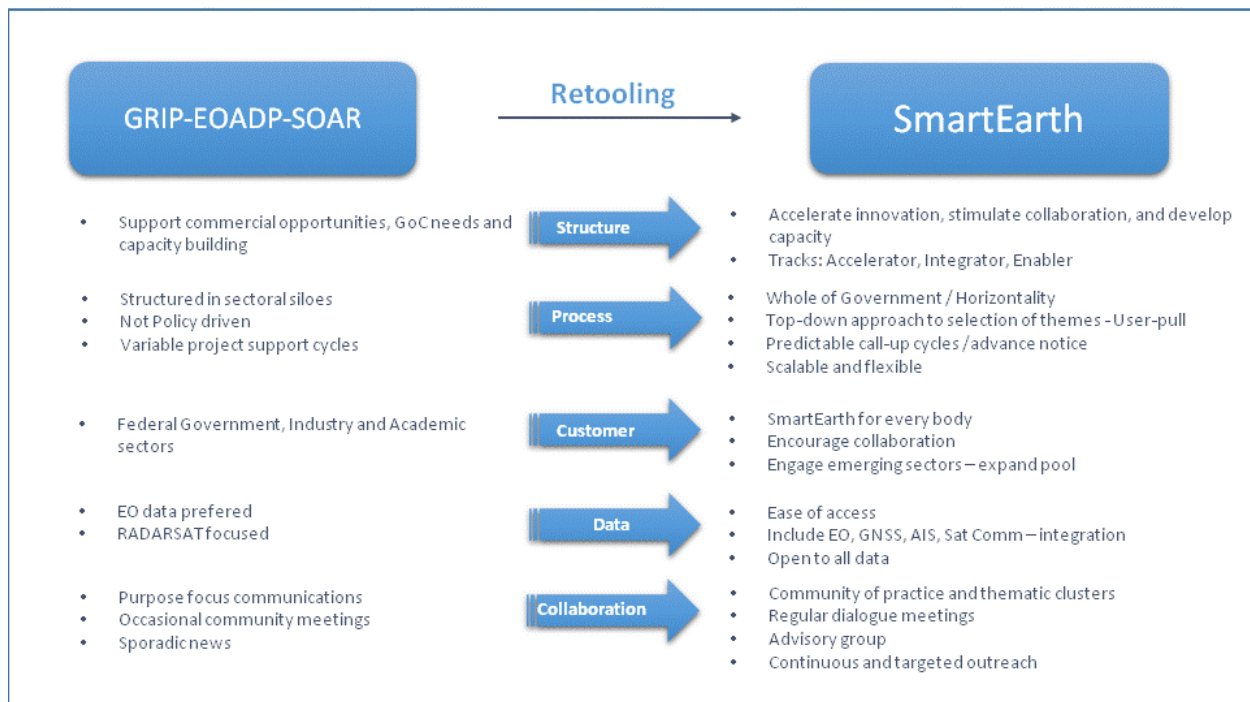 GRIP-EOADP-SOAR
Retooling
SmartEarth
• Support commercial opportunities, GoC needs and
capacity building
Structure
• Accelerate innovation, stimulate collaboration, and develop
capacity
• Tracks: Accelerator, Integrator, Enabler
• Structured in sectoral siloes
• Not Policy driven
• Variable project support cycles
Process
• Whole of Government / Horizontality
• Top-down approach to selection of themes - User-pull
• Predictable call-up cycles /advance notice
• Scalable and flexible
• Federal Government, Industry and Academic
sectors
Customer
• SmartEarth for every body
• Encourage collaboration
• Engage emerging sectors – expand pool
• EO data prefered
• RADARSAT focused
Data
• Ease of access
• Include EO, GNSS, AIS, Sat Comm – integration
• Open to all data
• Purpose focus communications
• Occasional community meetings
• Sporadic news
Collaboration
• Community of practice and thematic clusters
• Regular dialogue meetings
• Advisory group
• Continuous and targeted outreach